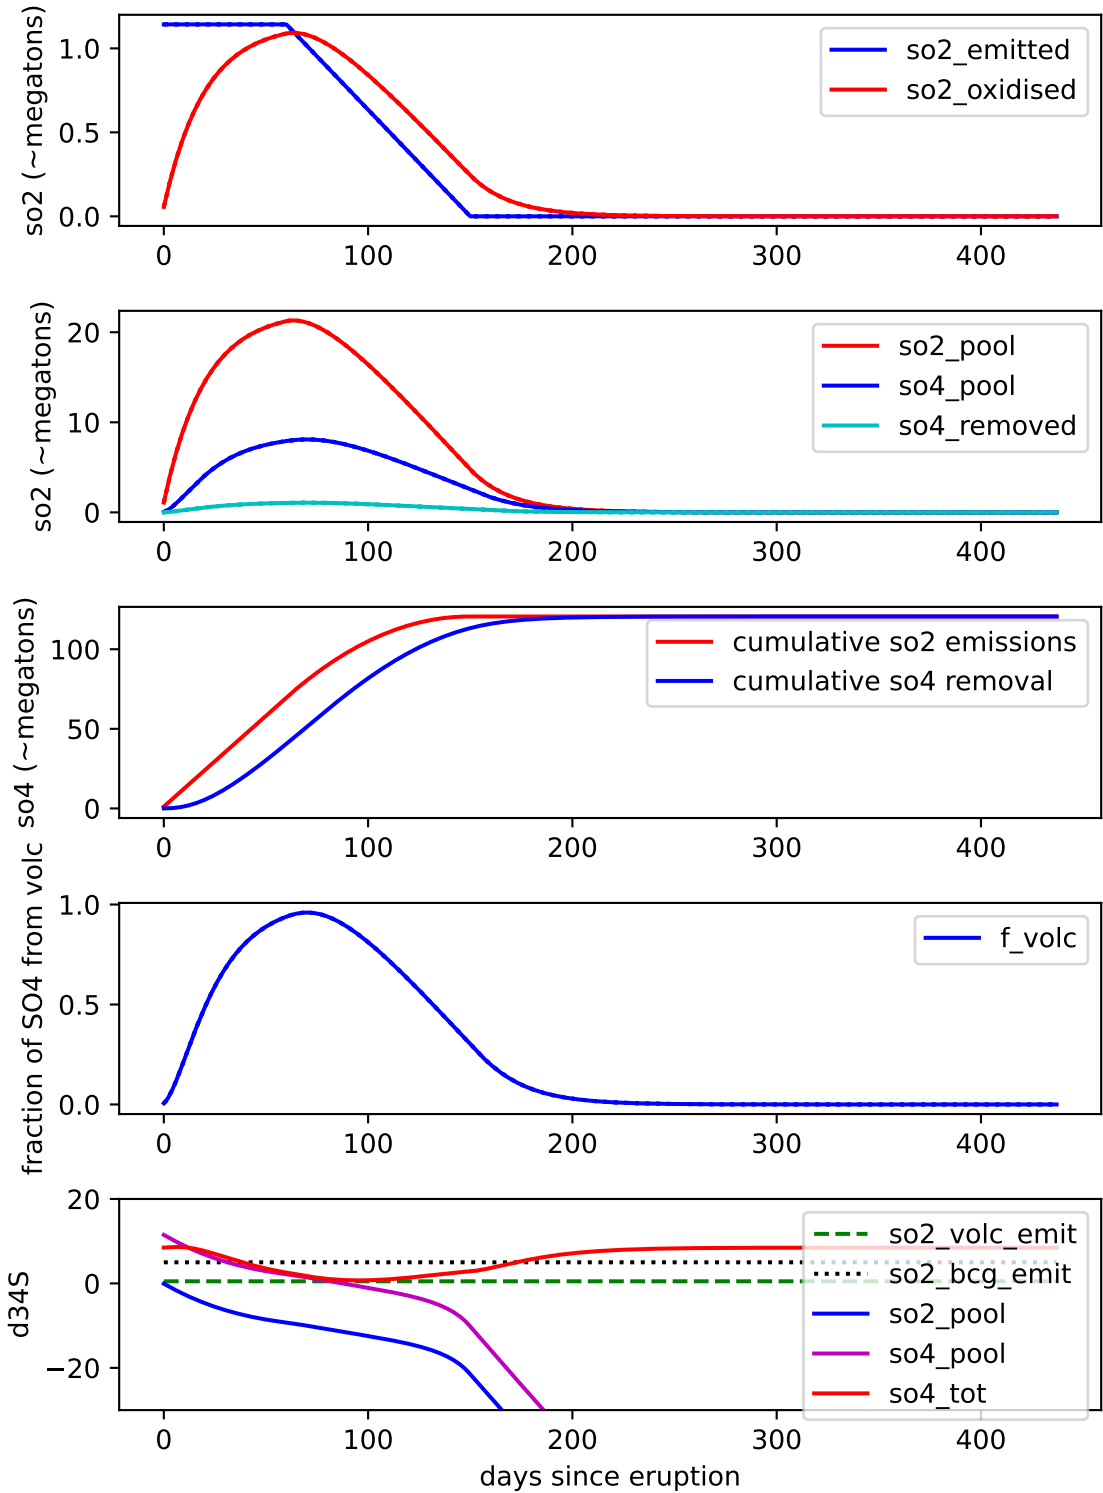 so2 (~megatons)
1.0
0.5
0.0
so2_emitted
so2_oxidised
0 100 200 300 400
so2 (~megatons)
20
10
0
so2_pool
so4_pool
so4_removed
0 100 200 300 400
so4 (~megatons)
100
50
0
cumulative so2 emissions
cumulative so4 removal
0 100 200 300 400
fraction of SO4 from volc
1.0
0.5
0.0
f_volc
0 100 200 300 400
d34S
20
0
−20
so2_volc_emit
so2_bcg_emit
so2_pool
so4_pool
so4_tot
0 100 200 300 400
days since eruption